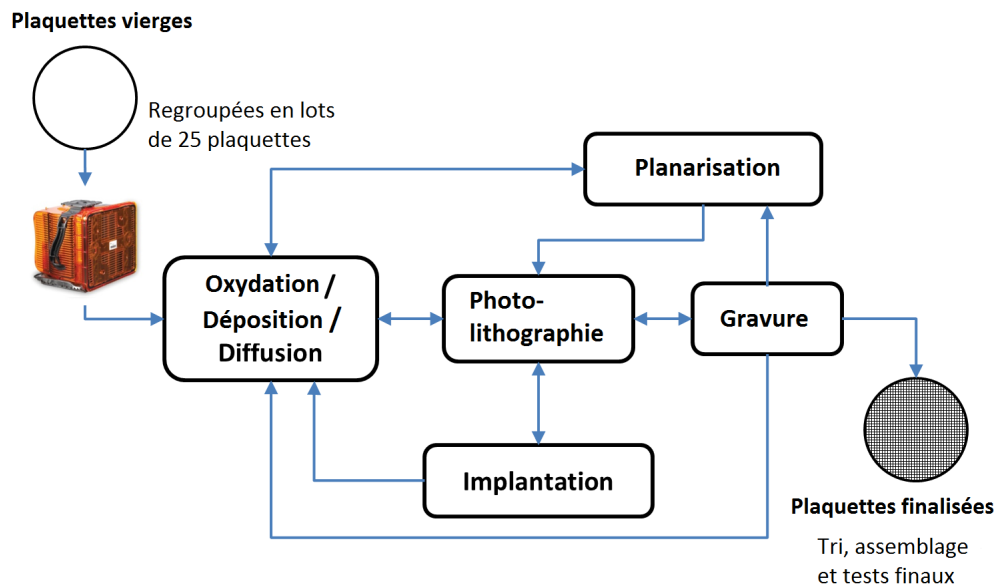 Plaquettes vierges
Regroupées en lots
de 25 plaquettes
Planarisation
Oxydation /
Déposition /
Diffusion
Photo-
lithographie
Gravure
Implantation
Plaquettes finalisées
Tri, assemblage
et tests finaux